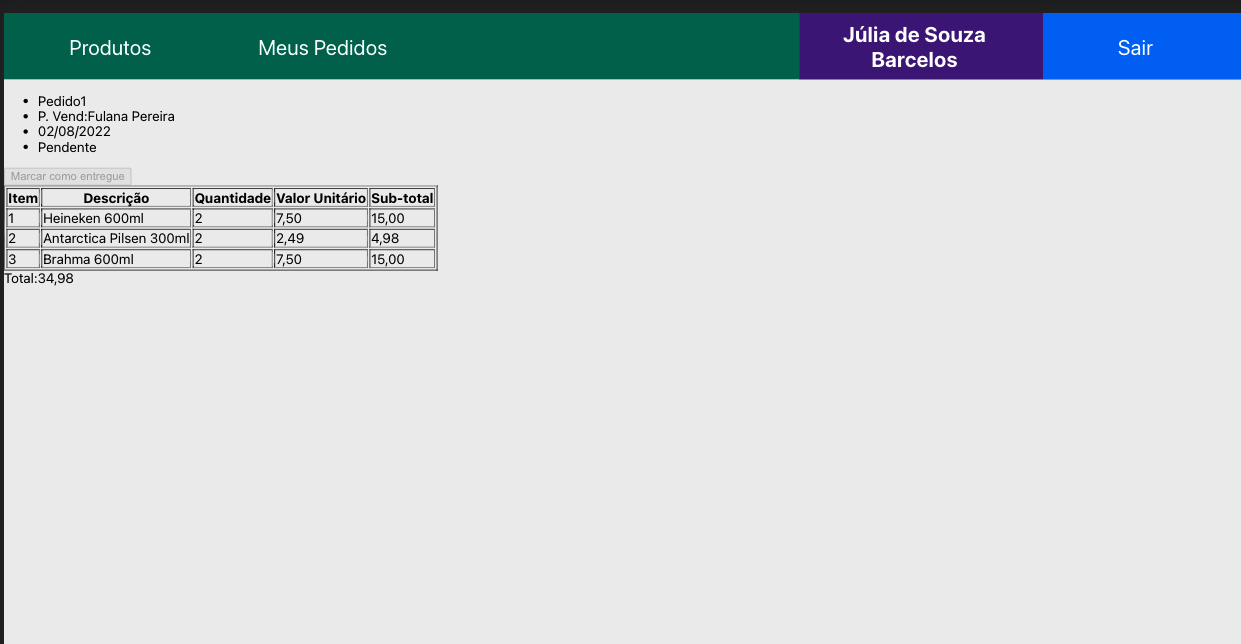 Produtos Meus Pedidos Júlia de Souza Barcelos Sair
Pedido1
P. Vend:Fulana Pereira
02/08/2022
Pendente
Marcar como entregue
Item Descrição Quantidade Valor Unitário Sub-total
1 Heineken 600ml 2 7,50 15,00
2 Antarctica Pilsen 300ml 2 2,49 4,98
3 Brahma 600ml 2 7,50 15,00
Total:34,98